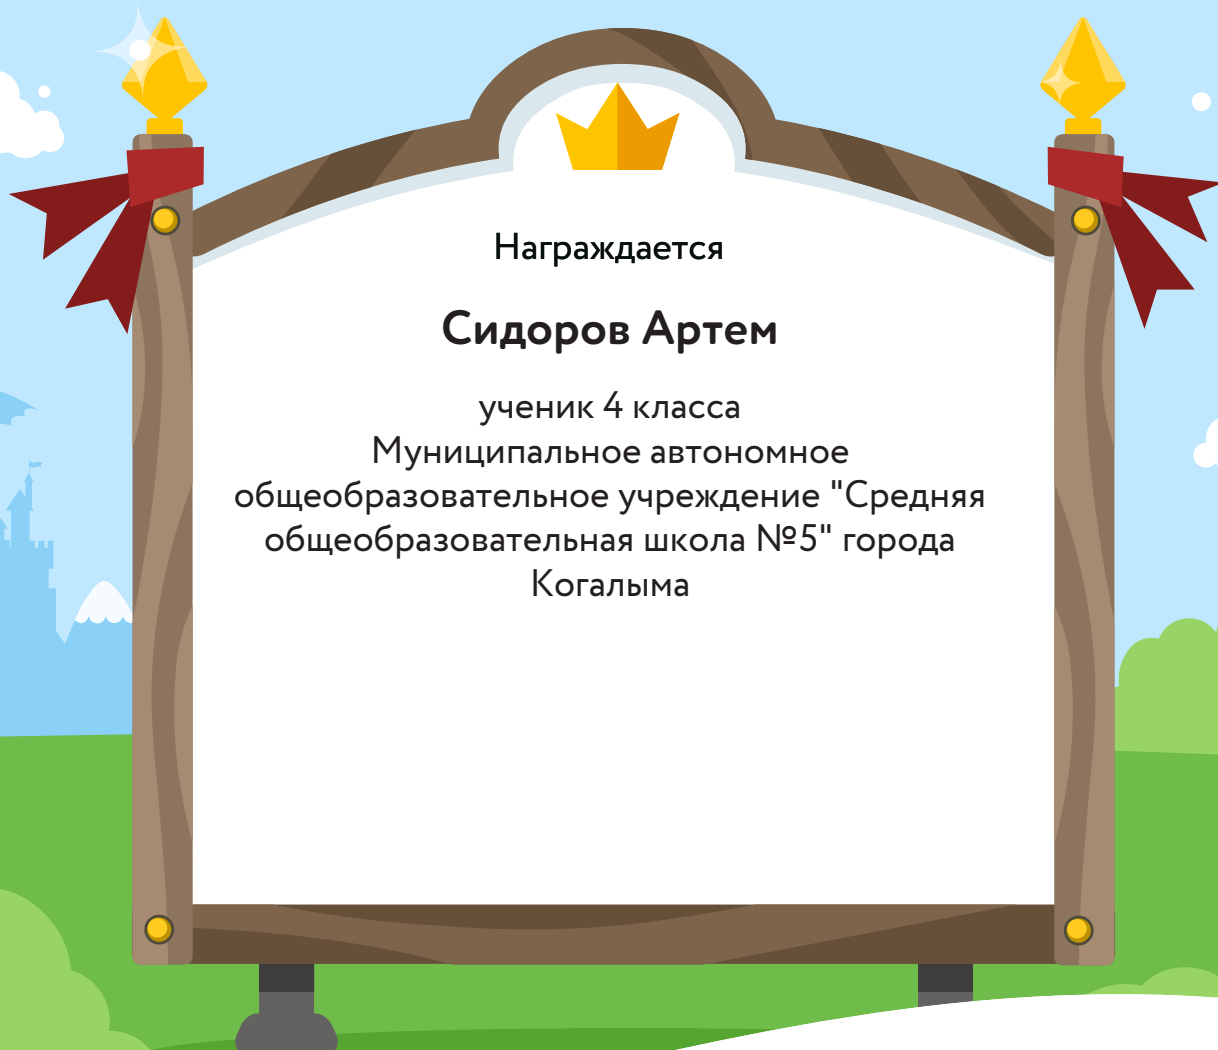 Награждается
Сидоров Артем
ученик 4 класса
Муниципальное автономное
общеобразовательное учреждение "Средняя
общеобразовательная школа №5" города
Когалыма